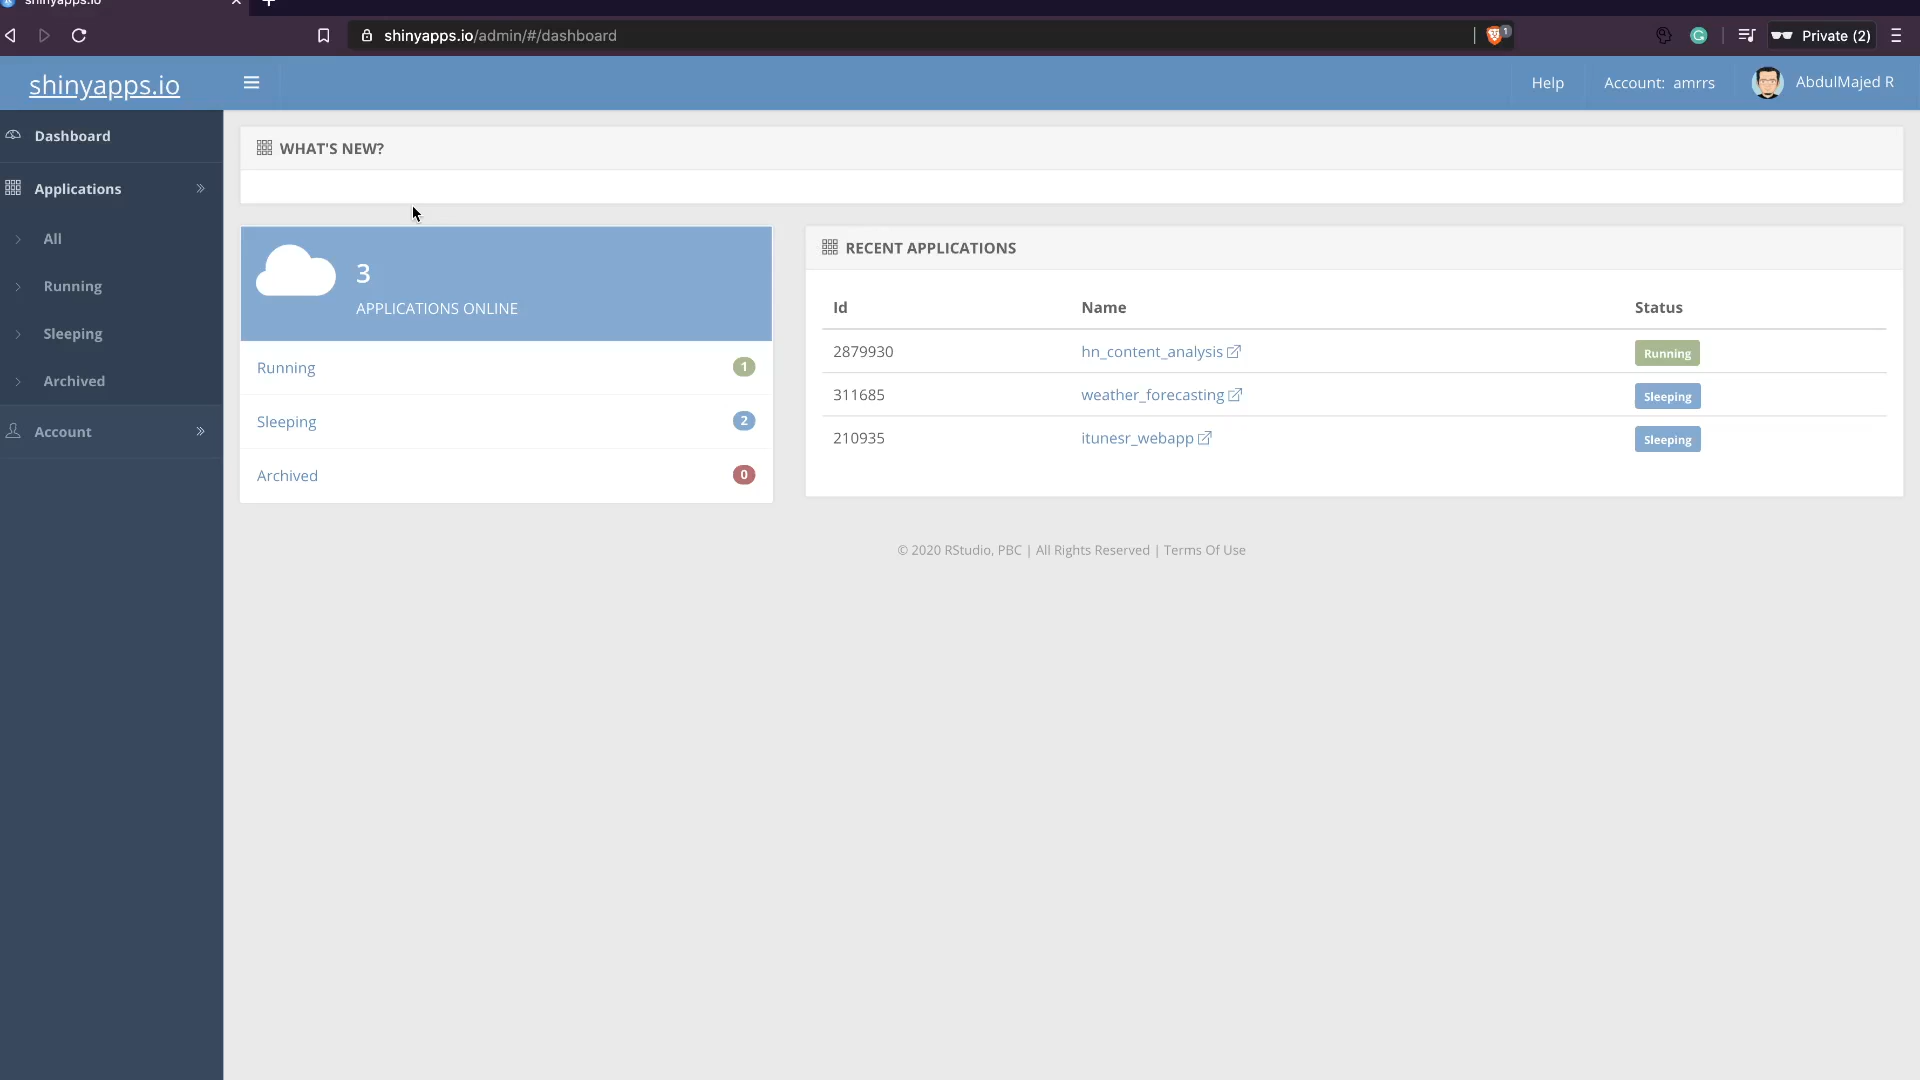 shinyapps.io
shinyapps.io/admin/#/dashboard
1
Private (2)
shinyapps.io
Help
Account: amrrs
AbdulMajed R
Dashboard
Applications
All
Running
Sleeping
Archived
Account
WHAT'S NEW?
3
APPLICATIONS ONLINE
Running 1
Sleeping 2
Archived 0
RECENT APPLICATIONS
Id Name Status
2879930 hn_content_analysis Running
311685 weather_forecasting Sleeping
210935 itunesr_webapp Sleeping
© 2020 RStudio, PBC | All Rights Reserved | Terms Of Use